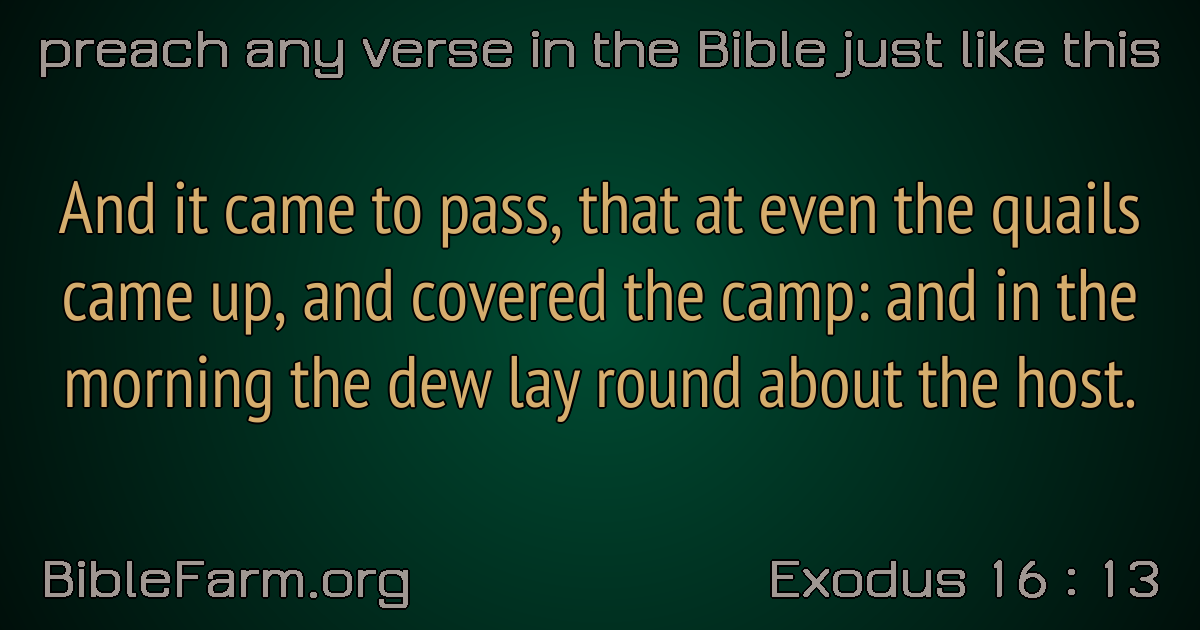 preach any verse in the Bible just like this
And it came to pass, that at even the quails
came up, and covered the camp: and in the
morning the dew lay round about the host.
BibleFarm.org
Exodus 16 : 13